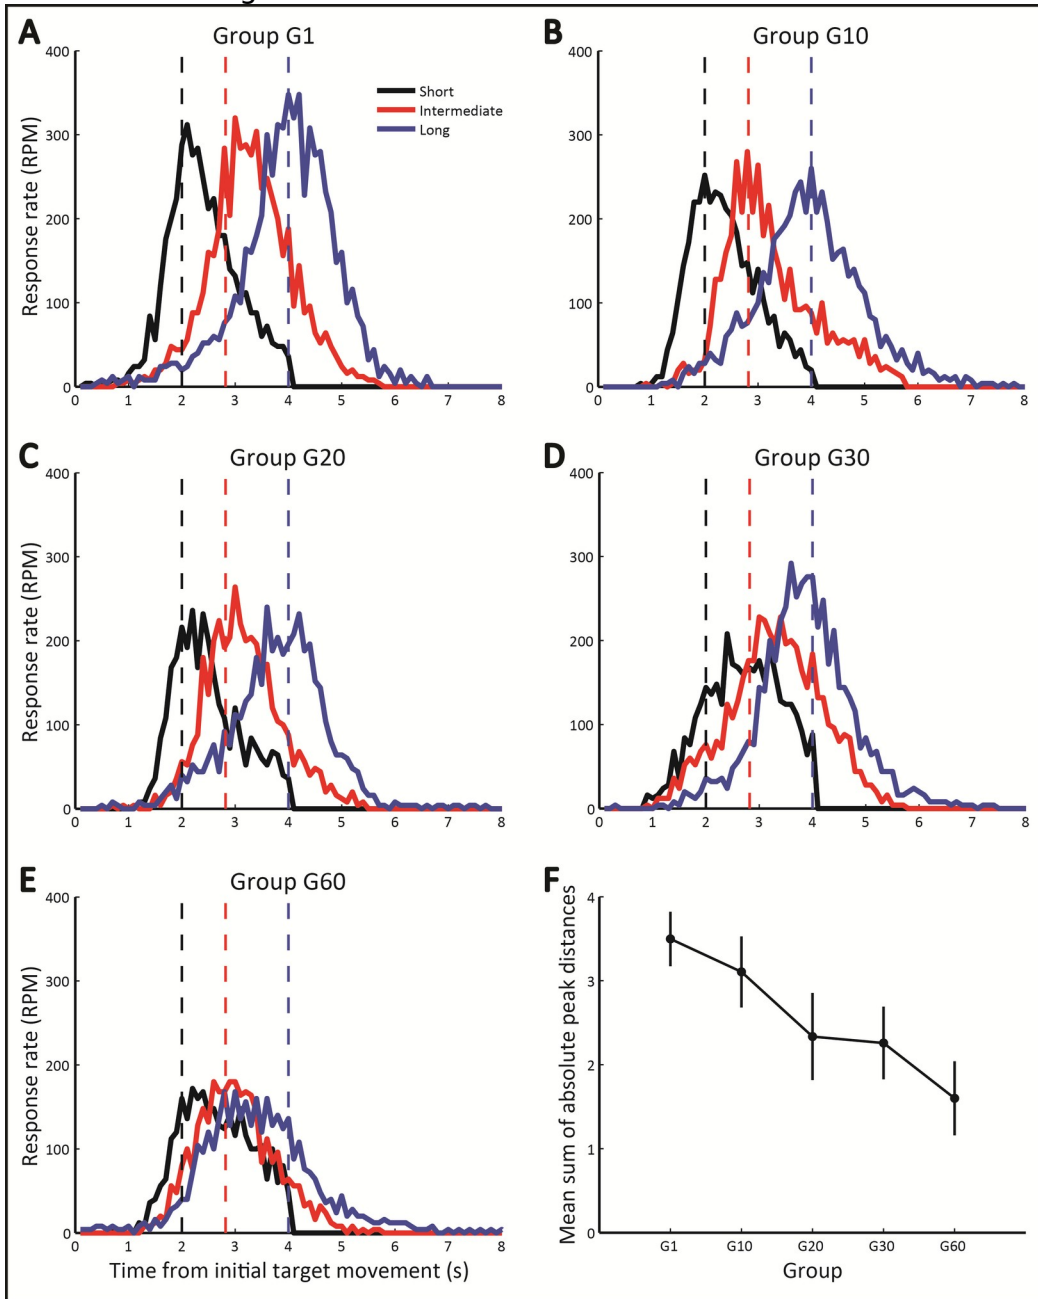 A
Group G1
400
300
200
100
0
Response rate (RPM)
0 1 2 3 4 5 6 7 8
Short
Intermediate
Long
B
Group G10
400
300
200
100
0
0 1 2 3 4 5 6 7 8
C
Group G20
400
300
200
100
0
Response rate (RPM)
0 1 2 3 4 5 6 7 8
D
Group G30
400
300
200
100
0
0 1 2 3 4 5 6 7 8
E
Group G60
400
300
200
100
0
Response rate (RPM)
0 1 2 3 4 5 6 7 8
Time from initial target movement (s)
F
4
3
2
1
0
Mean sum of absolute peak distances
G1 G10 G20 G30 G60
Group